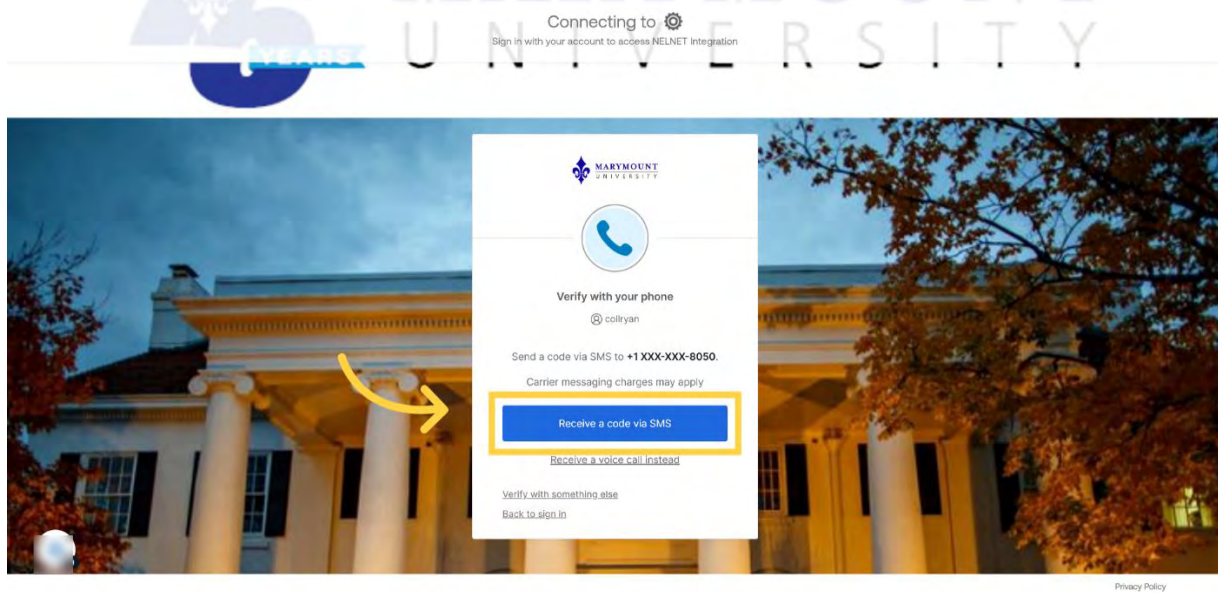 Connecting to
Sign in with your account to access NELNET Integration
YEARS
UNIVERSITY
MARYMOUNT
UNIVERSITY
Verify with your phone
collryan
Send a code via SMS to +1 XXX-XXX-8050.
Carrier messaging charges may apply
Receive a code via SMS
Receive a voice call instead
Verify with something else
Back to sign in
Privacy Policy